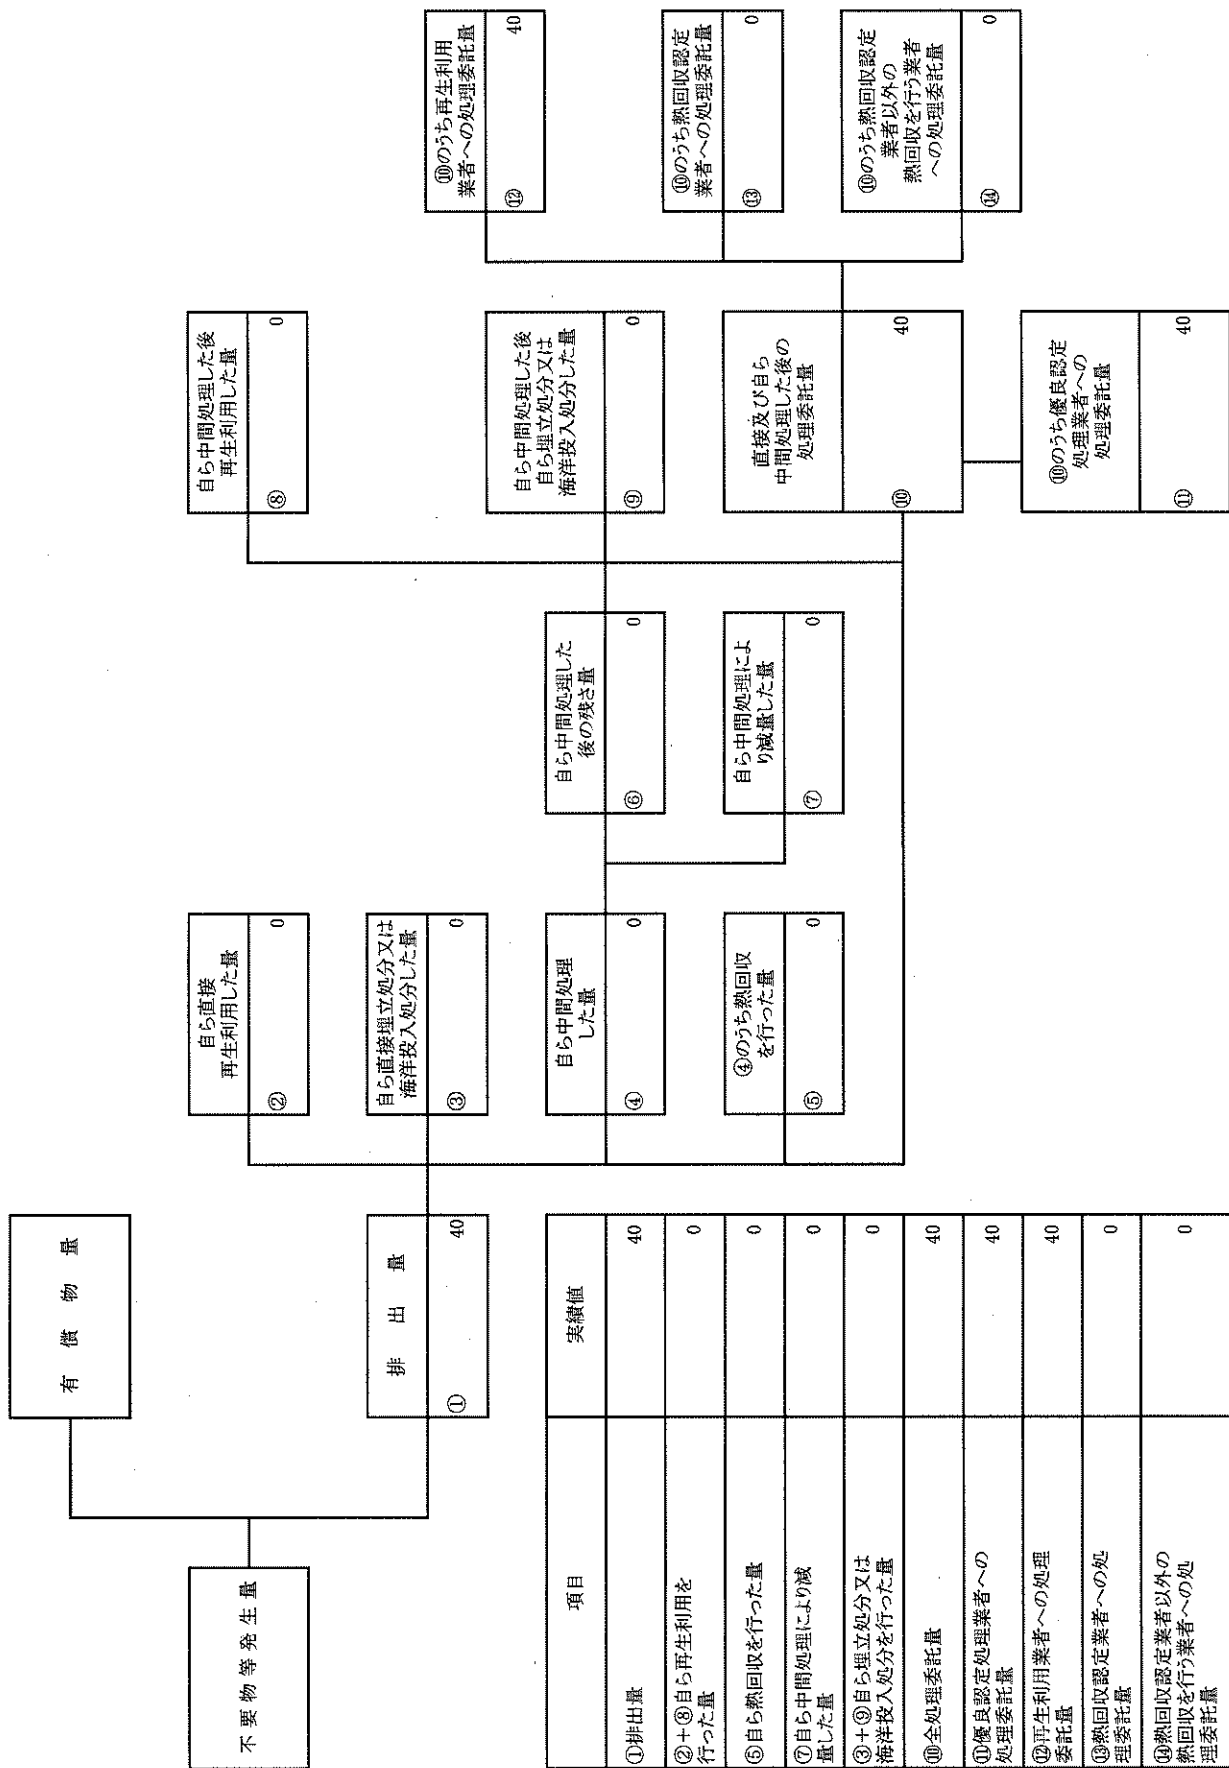 不要物等発生量
有償物量
排出量
①
40
自ら直接
再生利用した量
②
0
自ら直接埋立処分又は
海洋投入処分した量
③
0
自ら中間処理
した量
④
0
④のうち熱回収
を行った量
⑤
0
自ら中間処理した
後の残さ量
⑥
0
自ら中間処理によ
り減量した量
⑦
0
自ら中間処理した後
再生利用した量
⑧
0
自ら中間処理した後
自ら埋立処分又は
海洋投入処分した量
⑨
0
直接及び自ら
中間処理した後の
処理委託量
⑩
40
⑩のうち優良認定
処理業者への
処理委託量
⑪
40
⑩のうち再生利用
業者への処理委託量
⑫
40
⑩のうち熱回収認定
業者への処理委託量
⑬
0
⑩のうち熱回収認定
業者以外の
熱回収を行う業者
への処理委託量
⑭
0
項目
実績値
①排出量
40
②+⑧自ら再生利用を
行った量
0
⑤自ら熱回収を行った量
0
⑦自ら中間処理により減
量した量
0
③+⑨自ら埋立処分又は
海洋投入処分を行った量
0
⑩全処理委託量
40
⑪優良認定処理業者への
処理委託量
40
⑫再生利用業者への処理
委託量
40
⑬熱回収認定業者への処
理委託量
0
⑭熱回収認定業者以外の
熱回収を行う業者への処
理委託量
0